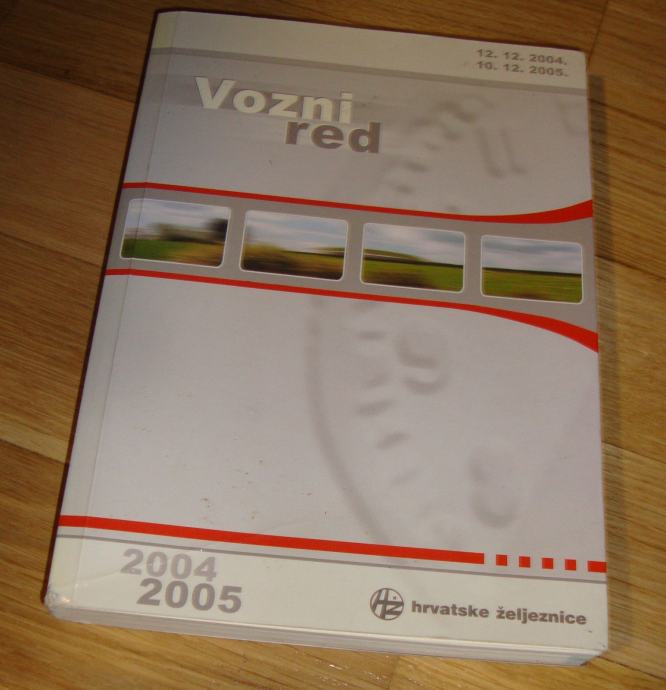 12. 12. 2004.
10. 12. 2005.
Vozni
red
2004
2005
HŽ hrvatske željeznice